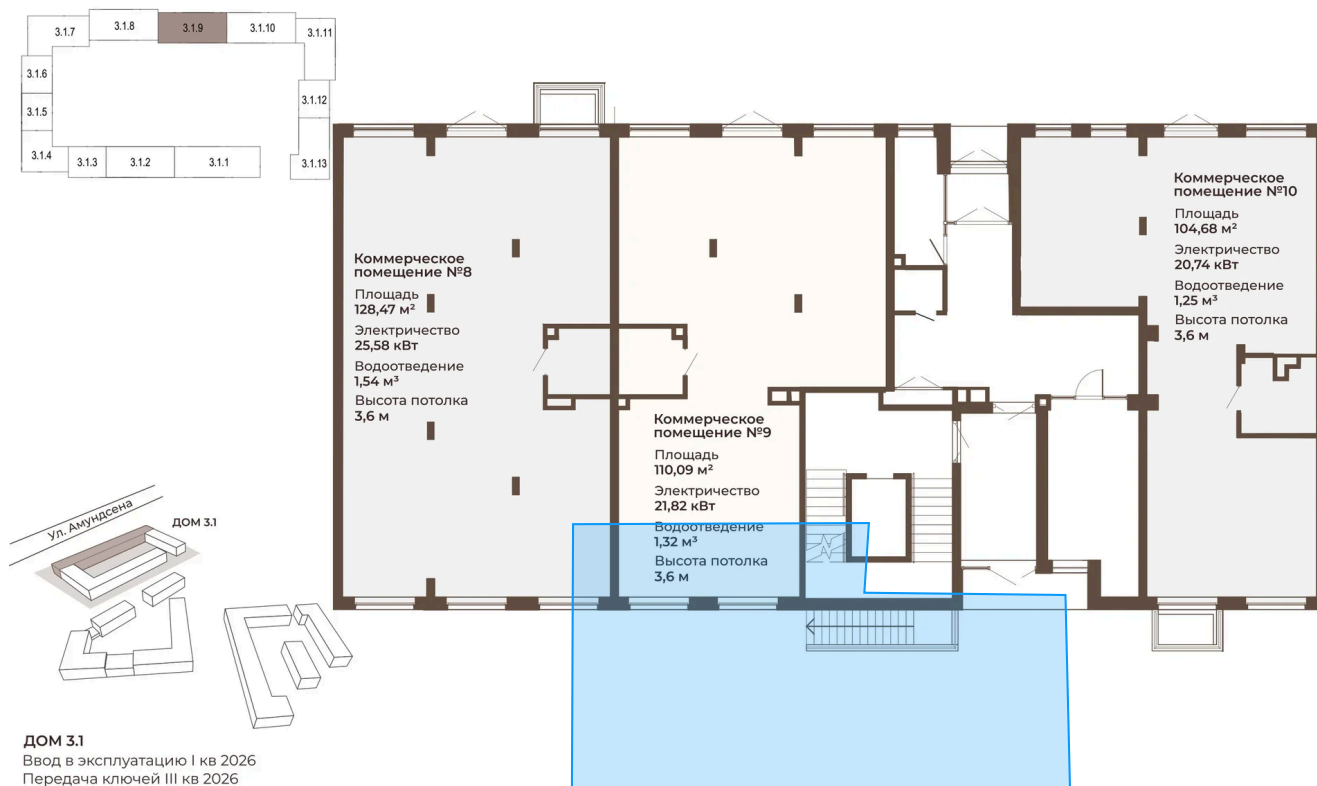 3.1.7
3.1.8
3.1.9
3.1.10
3.1.11
3.1.6
3.1.5
3.1.4
3.1.3
3.1.2
3.1.1
3.1.12
3.1.13
Коммерческое
помещение №8
Площадь
128,47 м²
Электричество
25,58 кВт
Водоотведение
1,54 м³
Высота потолка
3,6 м
Коммерческое
помещение №9
Площадь
110,09 м²
Электричество
21,82 кВт
Водоотведение
1,32 м³
Высота потолка
3,6 м
Коммерческое
помещение №10
Площадь
104,68 м²
Электричество
20,74 кВт
Водоотведение
1,25 м³
Высота потолка
3,6 м
Ул. Амундсена
ДОМ 3.1
ДОМ 3.1
Ввод в эксплуатацию I кв 2026
Передача ключей III кв 2026